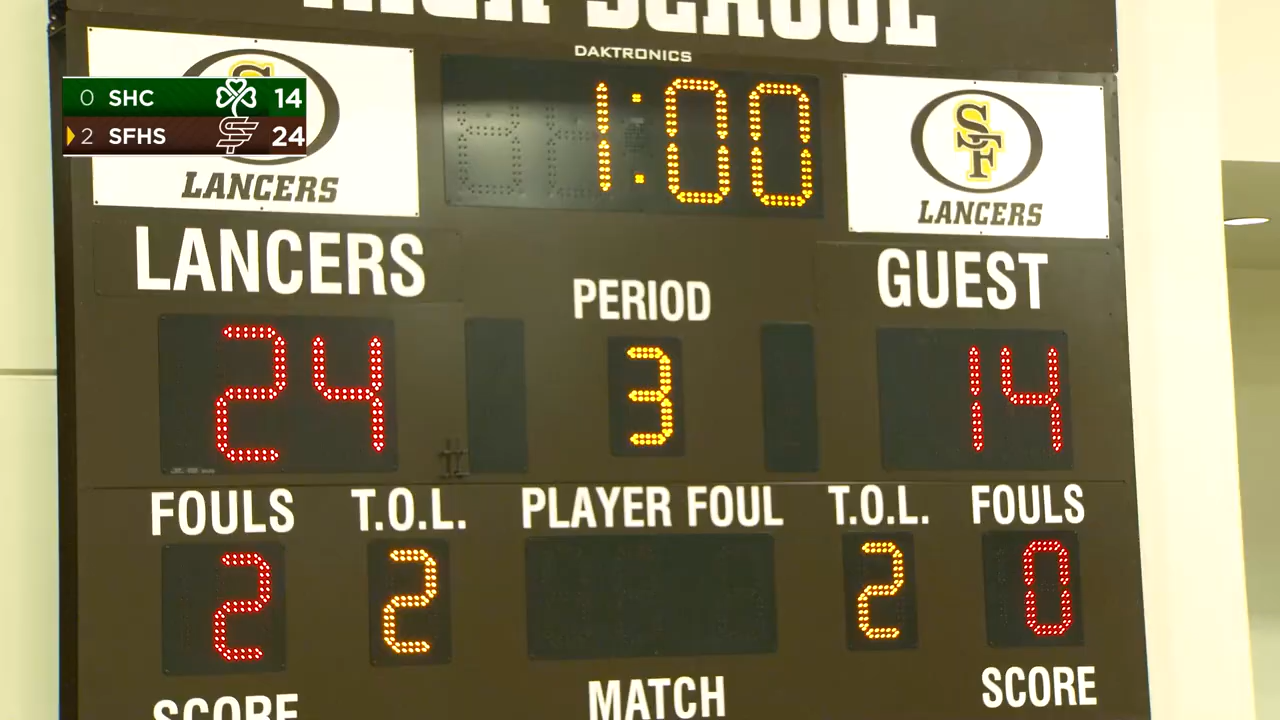 HIGH SCHOOL
DAKTRONICS
0 SHC 14
2 SFHS SF 24
LANCERS
1:00
SF
LANCERS
LANCERS
PERIOD
GUEST
24
3
14
FOULS
T.O.L.
PLAYER FOUL
T.O.L.
FOULS
2
2
2
0
SCORE
MATCH
SCORE